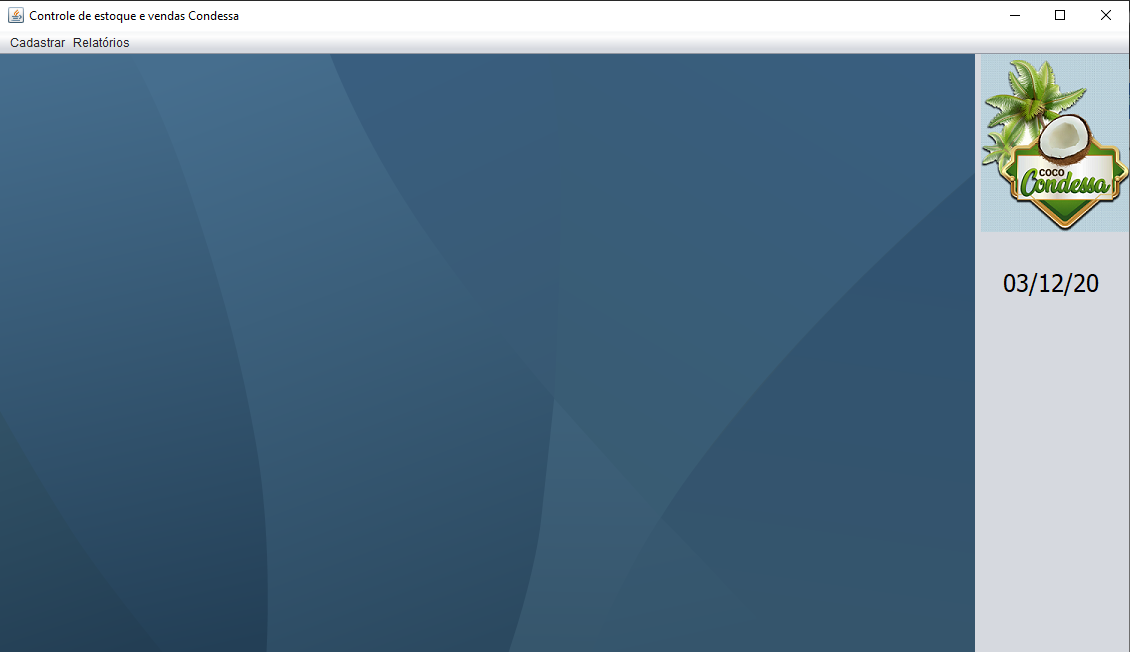 Controle de estoque e vendas Condessa
Cadastrar Relatórios
COCO
Condessa
03/12/20